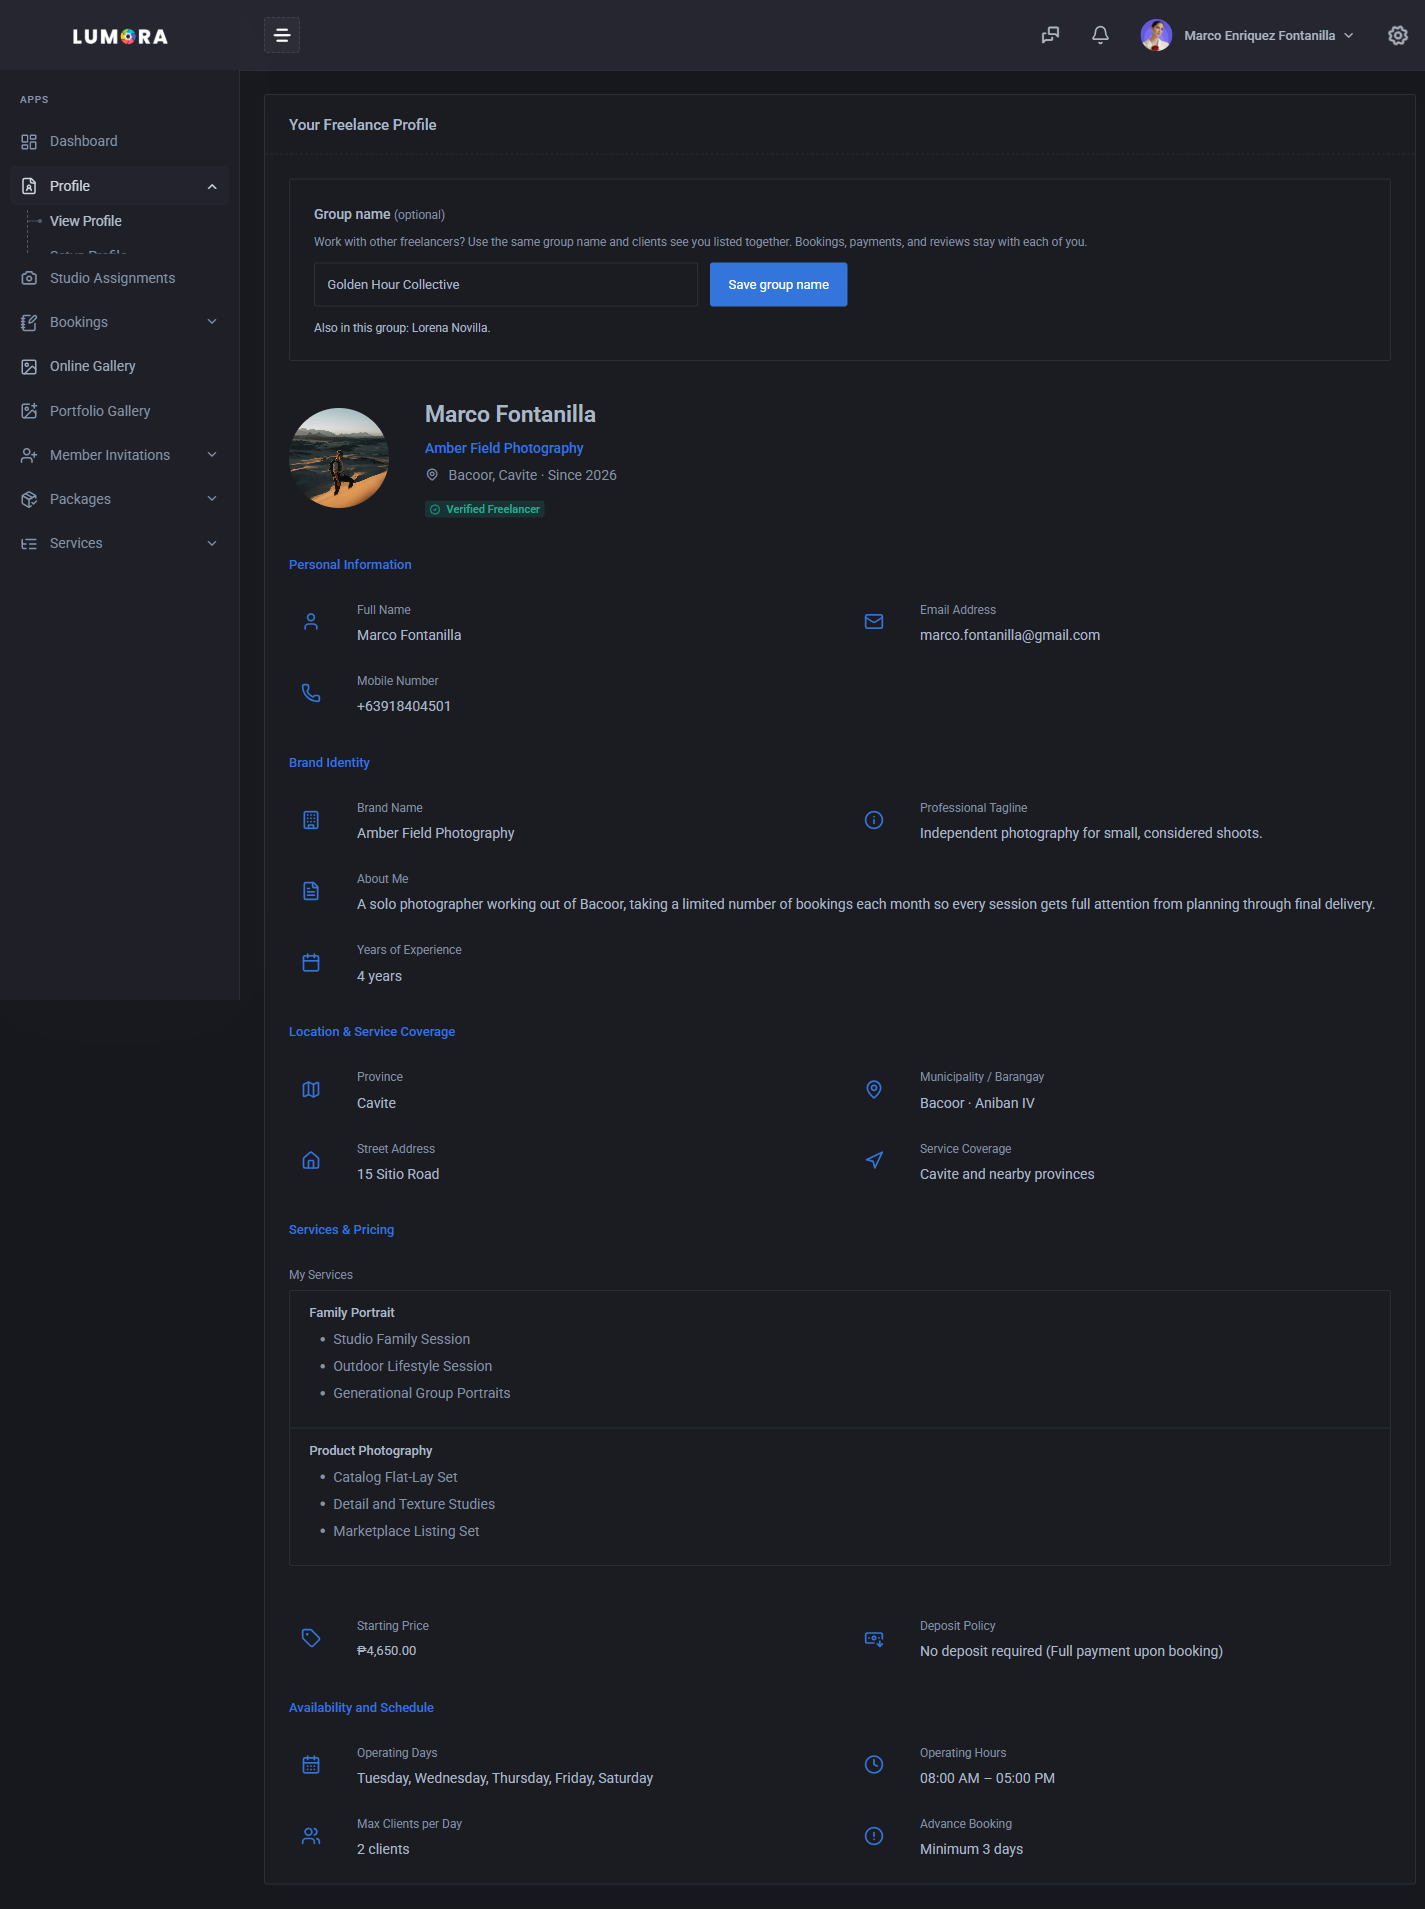 LUMORA
Marco Enriquez Fontanilla
APPS
Dashboard
Profile
View Profile
Studio Assignments
Bookings
Online Gallery
Portfolio Gallery
Member Invitations
Packages
Services
Your Freelance Profile
Group name (optional)
Work with other freelancers? Use the same group name and clients see you listed together. Bookings, payments, and reviews stay with each of you.
Golden Hour Collective
Save group name
Also in this group: Lorena Novilla.
Marco Fontanilla
Amber Field Photography
Bacoor, Cavite · Since 2026
Verified Freelancer
Personal Information
Full Name
Marco Fontanilla
Email Address
marco.fontanilla@gmail.com
Mobile Number
+63918404501
Brand Identity
Brand Name
Amber Field Photography
Professional Tagline
Independent photography for small, considered shoots.
About Me
A solo photographer working out of Bacoor, taking a limited number of bookings each month so every session gets full attention from planning through final delivery.
Years of Experience
4 years
Location & Service Coverage
Province
Cavite
Municipality / Barangay
Bacoor · Aniban IV
Street Address
15 Sitio Road
Service Coverage
Cavite and nearby provinces
Services & Pricing
My Services
Family Portrait
• Studio Family Session
• Outdoor Lifestyle Session
• Generational Group Portraits
Product Photography
• Catalog Flat-Lay Set
• Detail and Texture Studies
• Marketplace Listing Set
Starting Price
₱4,650.00
Deposit Policy
No deposit required (Full payment upon booking)
Availability and Schedule
Operating Days
Tuesday, Wednesday, Thursday, Friday, Saturday
Operating Hours
08:00 AM – 05:00 PM
Max Clients per Day
2 clients
Advance Booking
Minimum 3 days